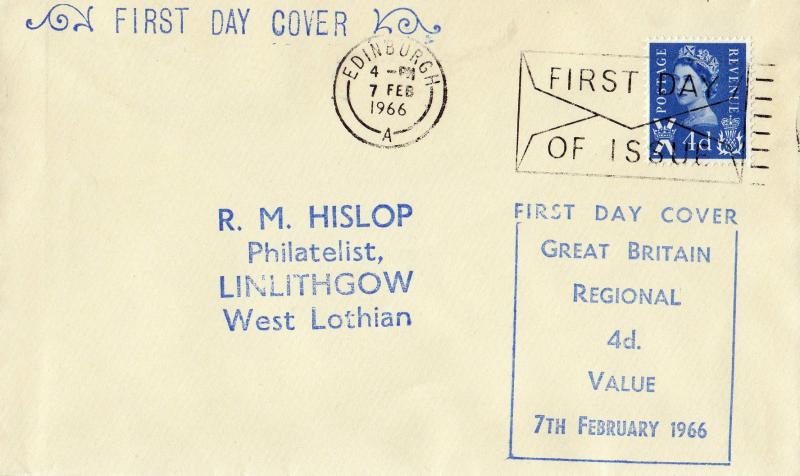 FIRST DAY COVER
EDINBURGH
4 - PM
7 FEB
1966
A
FIRST DAY
OF ISSUE
POSTAGE
REVENUE
4d
R. M. HISLOP
Philatelist,
LINLITHGOW
West Lothian
FIRST DAY COVER
GREAT BRITAIN
REGIONAL
4d.
VALUE
7TH FEBRUARY 1966